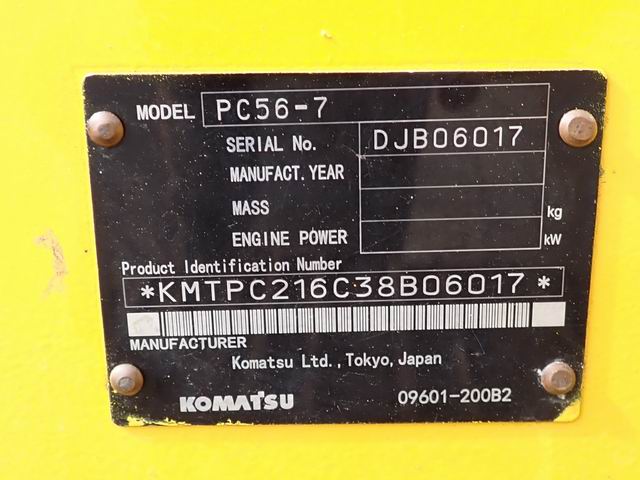 MODEL PC56-7
SERIAL No. DJB06017
MANUFACT. YEAR
MASS kg
ENGINE POWER kW
Product Identification Number
*KMTPC216C38B06017*
MANUFACTURER
Komatsu Ltd.,Tokyo,Japan
KOMATSU 09601-200B2